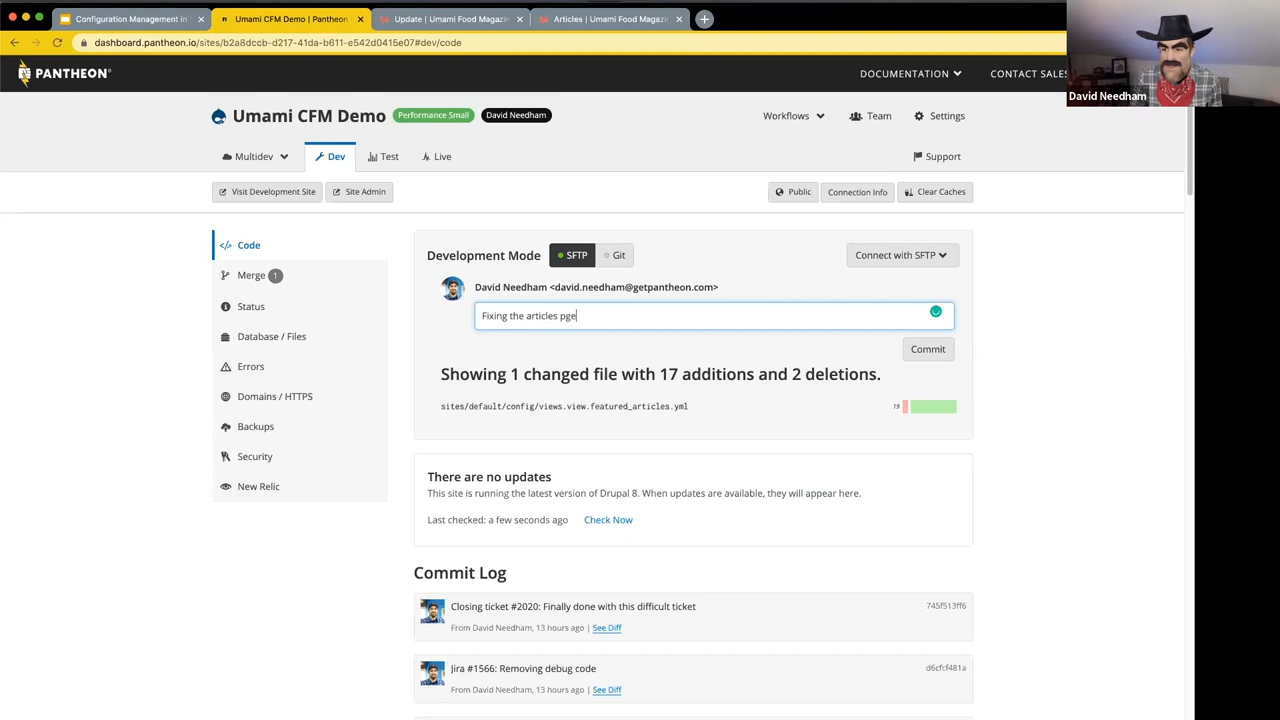 Configuration Management in
Umami CFM Demo | Pantheon
Update | Umami Food Magazin
Articles | Umami Food Magazin
dashboard.pantheon.io/sites/b2a8dccb-d217-41da-b611-e542d0415e07#dev/code
PANTHEON
DOCUMENTATION
CONTACT SALES
David Needham
Umami CFM Demo
Performance Small
David Needham
Workflows
Team
Settings
Multidev
Dev
Test
Live
Support
Visit Development Site
Site Admin
Public
Connection Info
Clear Caches
</> Code
Merge 1
Status
Database / Files
Errors
Domains / HTTPS
Backups
Security
New Relic
Development Mode
SFTP
Git
Connect with SFTP
David Needham <david.needham@getpantheon.com>
Fixing the articles pge
Commit
Showing 1 changed file with 17 additions and 2 deletions.
sites/default/config/views.view.featured_articles.yml
19
There are no updates
This site is running the latest version of Drupal 8. When updates are available, they will appear here.
Last checked: a few seconds ago
Check Now
Commit Log
Closing ticket #2020: Finally done with this difficult ticket
745f513ff6
From David Needham, 13 hours ago | See Diff
Jira #1566: Removing debug code
d6cfcf481a
From David Needham, 13 hours ago | See Diff